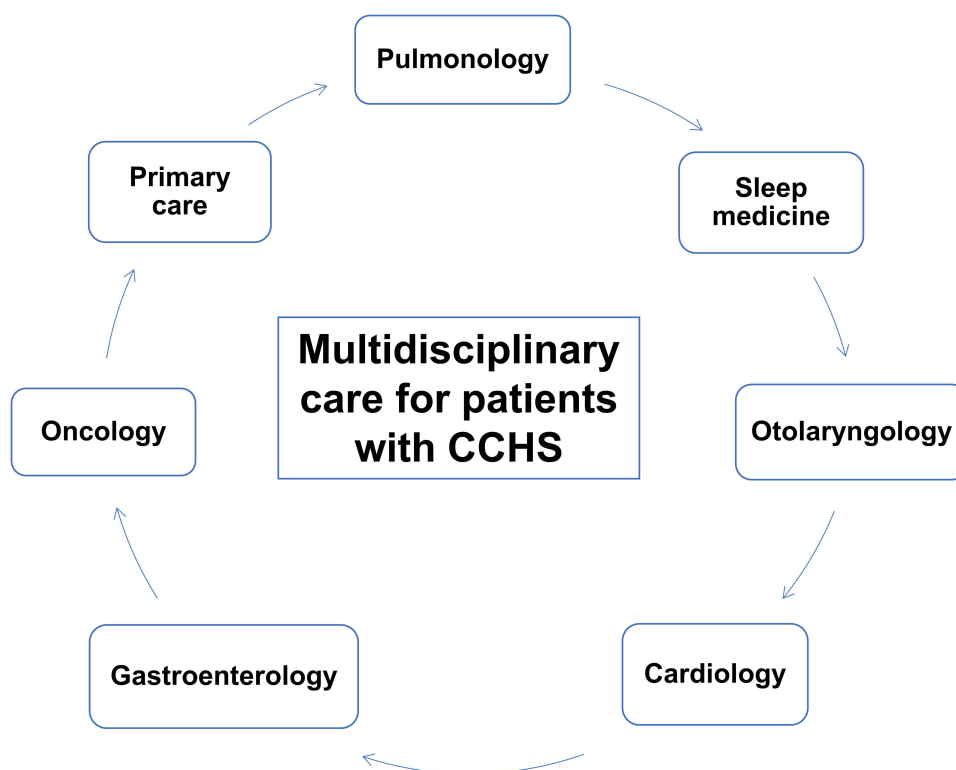 Pulmonology
Sleep
medicine
Otolaryngology
Cardiology
Gastroenterology
Oncology
Primary
care
Multidisciplinary
care for patients
with CCHS